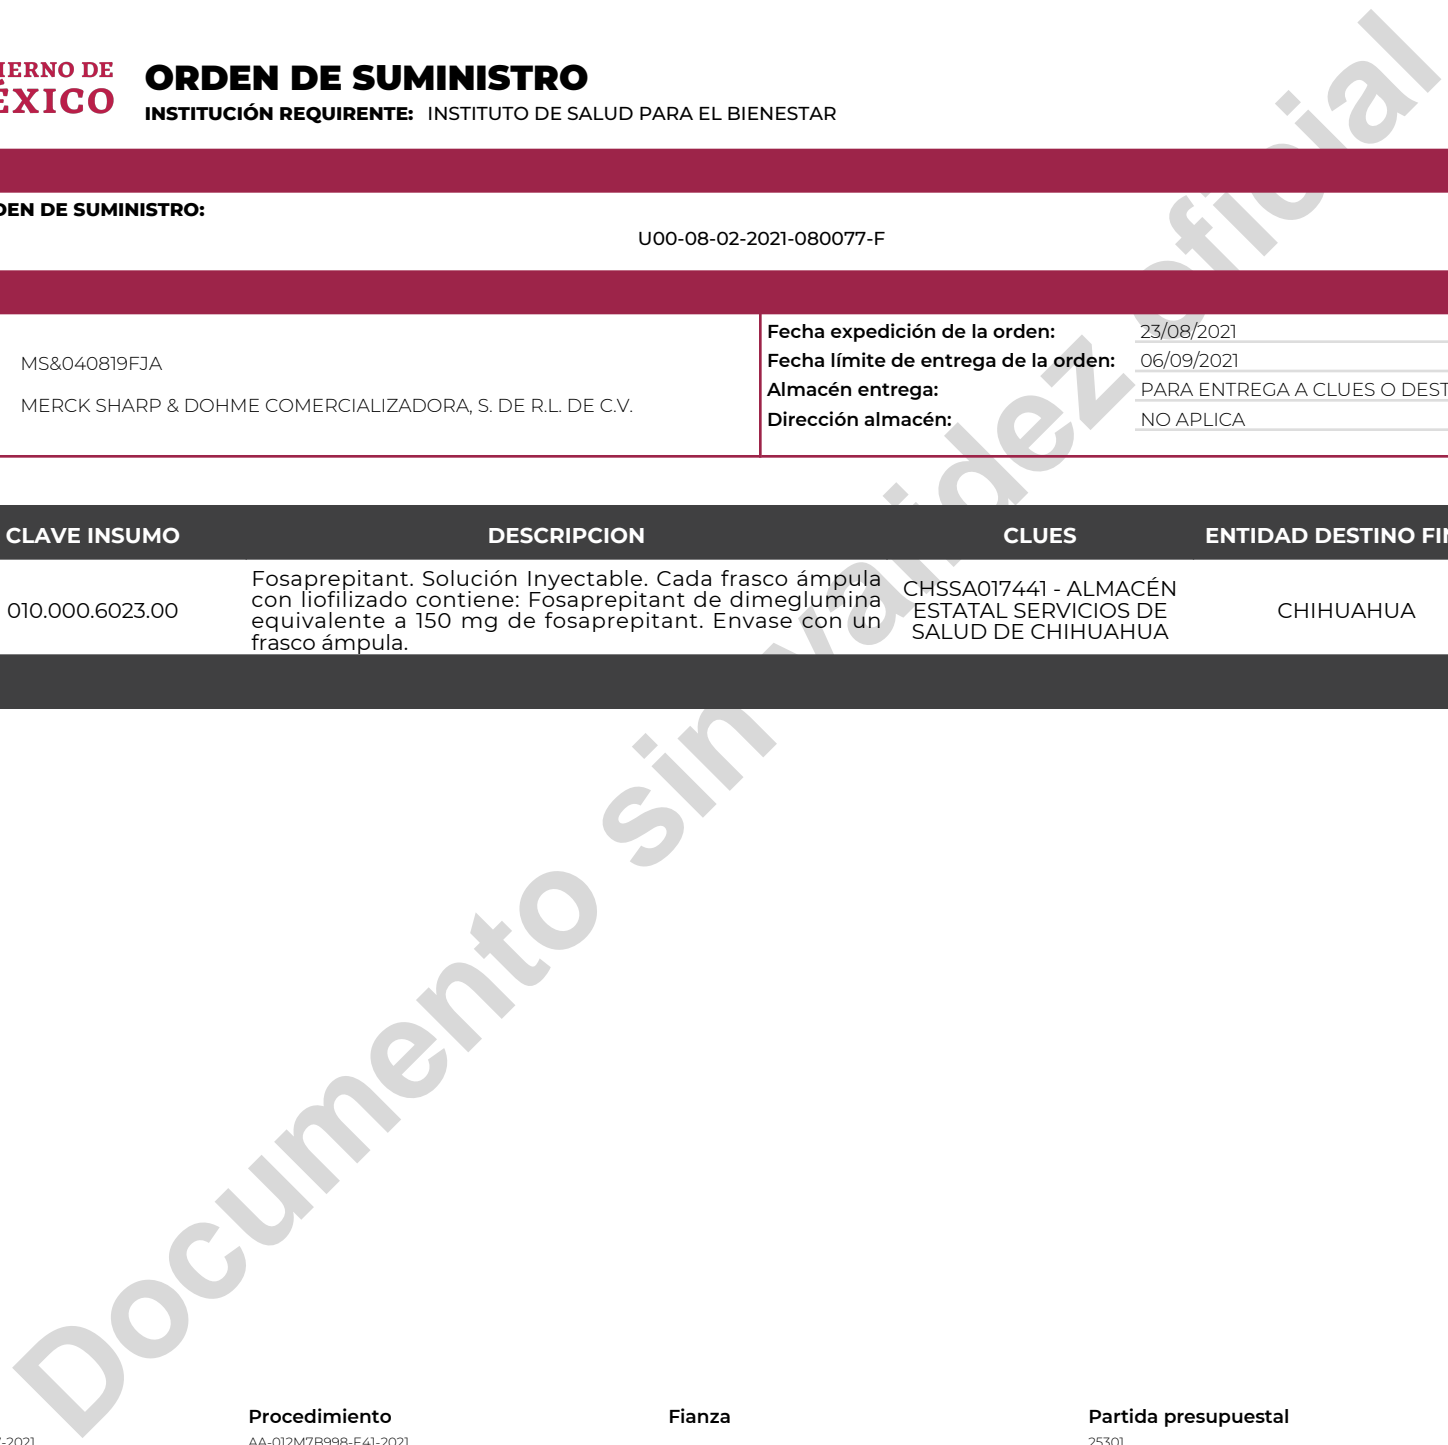 ORDEN DE SUMINISTRO
INSTITUCIÓN REQUIRENTE: INSTITUTO DE SALUD PARA EL BIENESTAR
DE SUMINISTRO:
U00-08-02-2021-080077-F
MS&040819FJA
MERCK SHARP & DOHME COMERCIALIZADORA, S. DE R.L. DE C.V.
Fecha expedición de la orden: 23/08/2021
Fecha límite de entrega de la orden: 06/09/2021
Almacén entrega: PARA ENTREGA A CLUES O DEST
Dirección almacén: NO APLICA
CLAVE INSUMO DESCRIPCION CLUES ENTIDAD DESTINO
010.000.6023.00
Fosaprepitant. Solución Inyectable. Cada frasco ámpula
con liofilizado contiene: Fosaprepitant de dimeglumina
equivalente a 150 mg de fosaprepitant. Envase con un
frasco ámpula.
CHSSA017441 - ALMACÉN
ESTATAL SERVICIOS DE
SALUD DE CHIHUAHUA
CHIHUAHUA
Documento sin validez oficial
Procedimiento Fianza Partida presupuestal
-2021 AA-012M7B998-E41-2021 25301